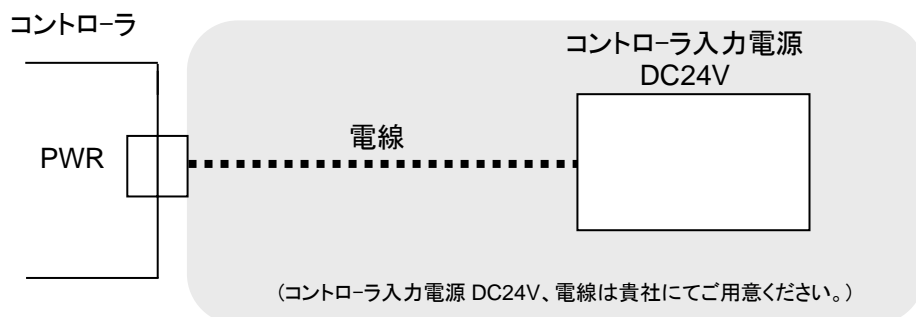 コントロ−ラ
コントロ−ラ入力電源
DC24V
電線
PWR
(コントロ−ラ入力電源 DC24V、電線は貴社にてご用意ください。)